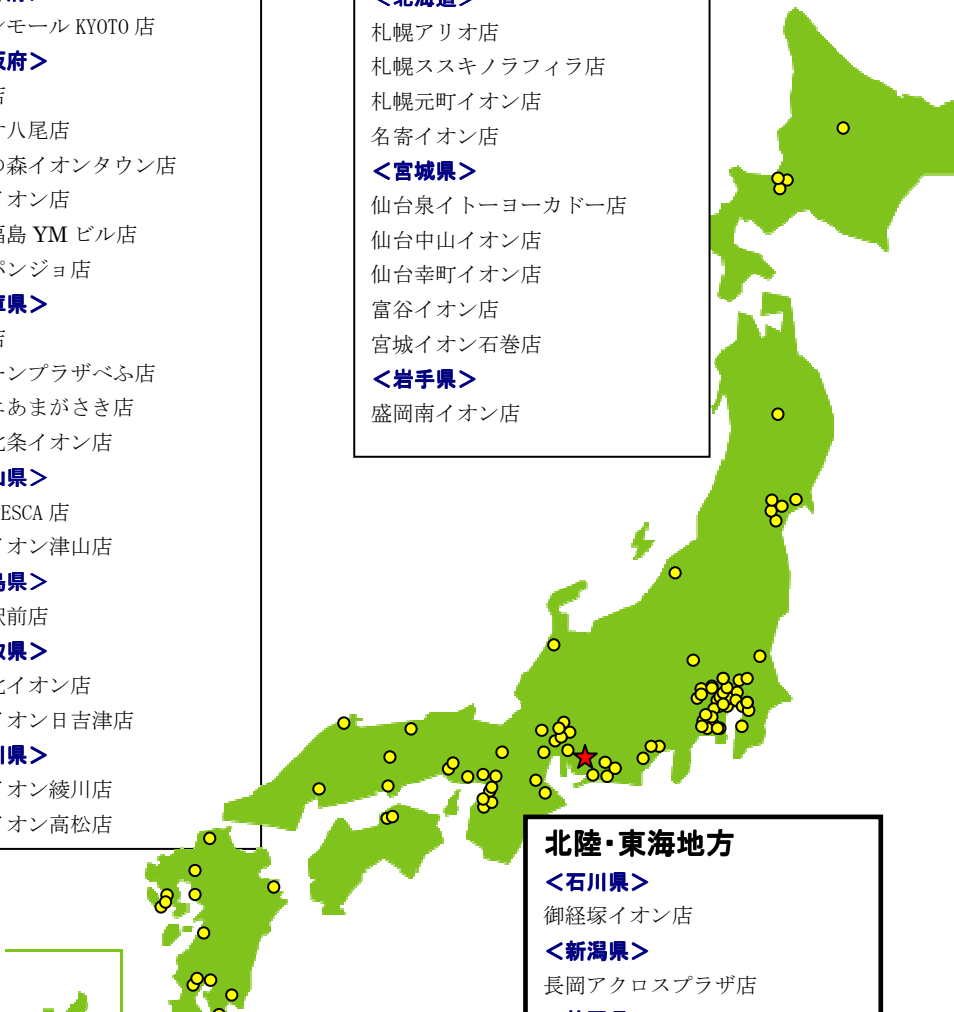 ンモール KYOTO 店
阪府＞
店
八尾店
の森イオンタウン店
イオン店
福島 YM ビル店
パンジョ店
庫県＞
店
ーンプラザべふ店
あまがさき店
北条イオン店
山県＞
ESCA 店
イオン津山店
島県＞
駅前店
取県＞
北イオン店
イオン日吉津店
川県＞
イオン綾川店
イオン高松店
＜北海道＞
札幌アリオ店
札幌ススキノラフィラ店
札幌元町イオン店
名寄イオン店
＜宮城県＞
仙台泉イトーヨーカドー店
仙台中山イオン店
仙台幸町イオン店
富谷イオン店
宮城イオン石巻店
＜岩手県＞
盛岡南イオン店
北陸・東海地方
＜石川県＞
御経塚イオン店
＜新潟県＞
長岡アクロスプラザ店